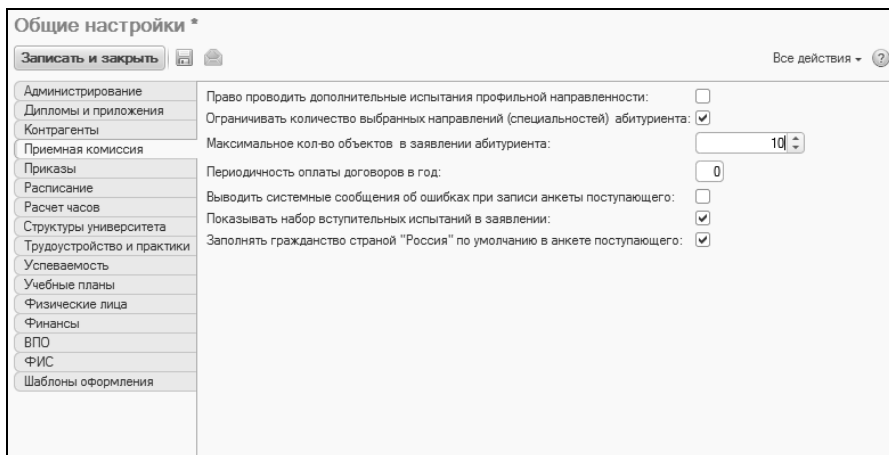 Общие настройки *
Записать и закрыть
Все действия
?
Администрирование
Дипломы и приложения
Контрагенты
Приемная комиссия
Приказы
Расписание
Расчет часов
Структуры университета
Трудоустройство и практики
Успеваемость
Учебные планы
Физические лица
Финансы
ВПО
ФИС
Шаблоны оформления
Право проводить дополнительные испытания профильной направленности:
Ограничивать количество выбранных направлений (специальностей) абитуриента:
Максимальное кол-во объектов в заявлении абитуриента: 10
Периодичность оплаты договоров в год: 0
Выводить системные сообщения об ошибках при записи анкеты поступающего:
Показывать набор вступительных испытаний в заявлении:
Заполнять гражданство страной "Россия" по умолчанию в анкете поступающего: